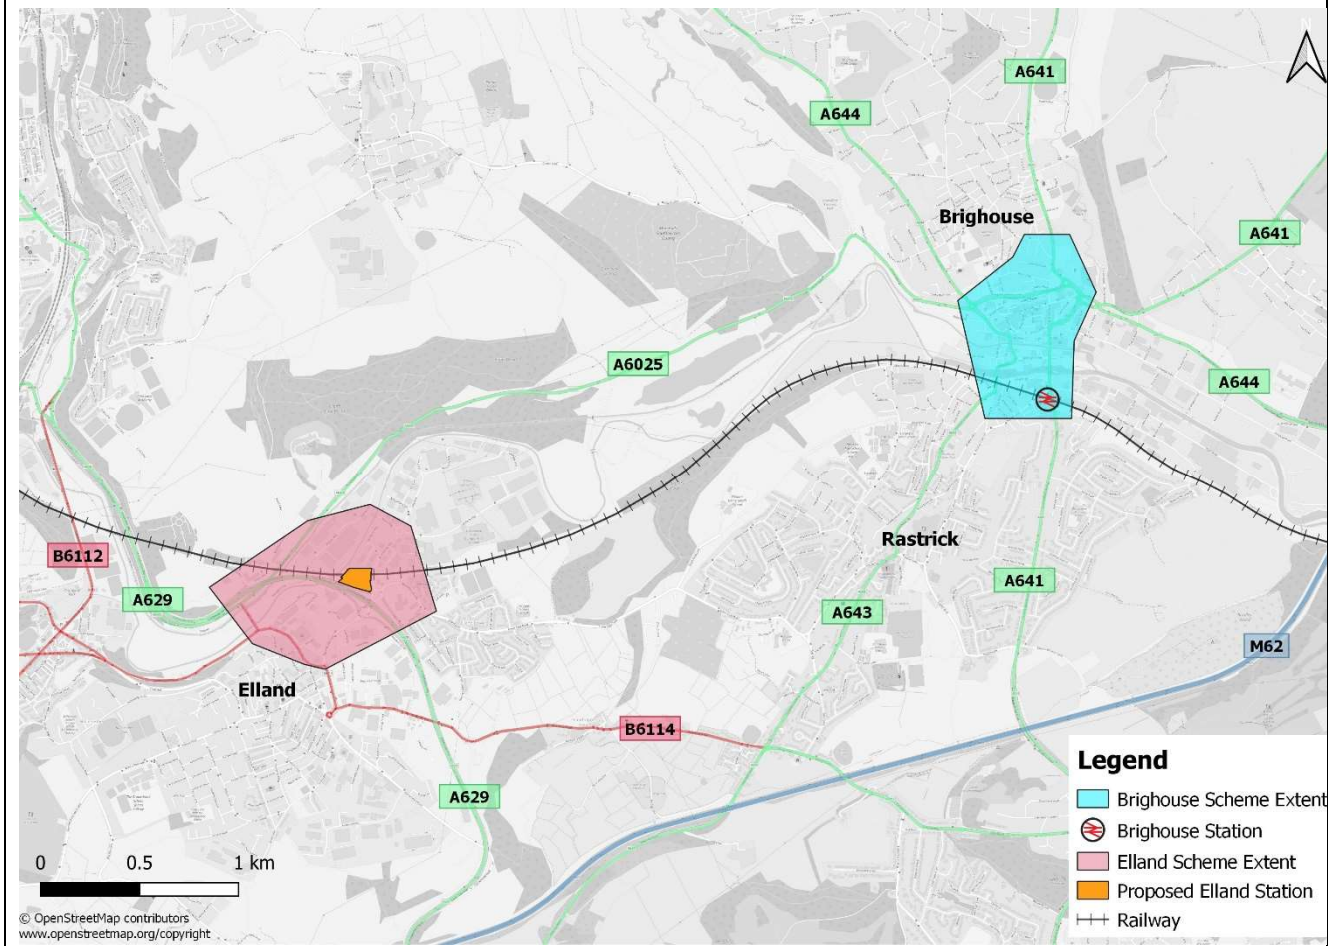 N
A641
A644
Brighouse
A641
A6025
A644
Rastrick
B6112
A629
A641
A643
M62
Elland
B6114
A629
Legend
Brighouse Scheme Extent
Brighouse Station
Elland Scheme Extent
Proposed Elland Station
Railway
0 0.5 1 km
© OpenStreetMap contributors
www.openstreetmap.org/copyright